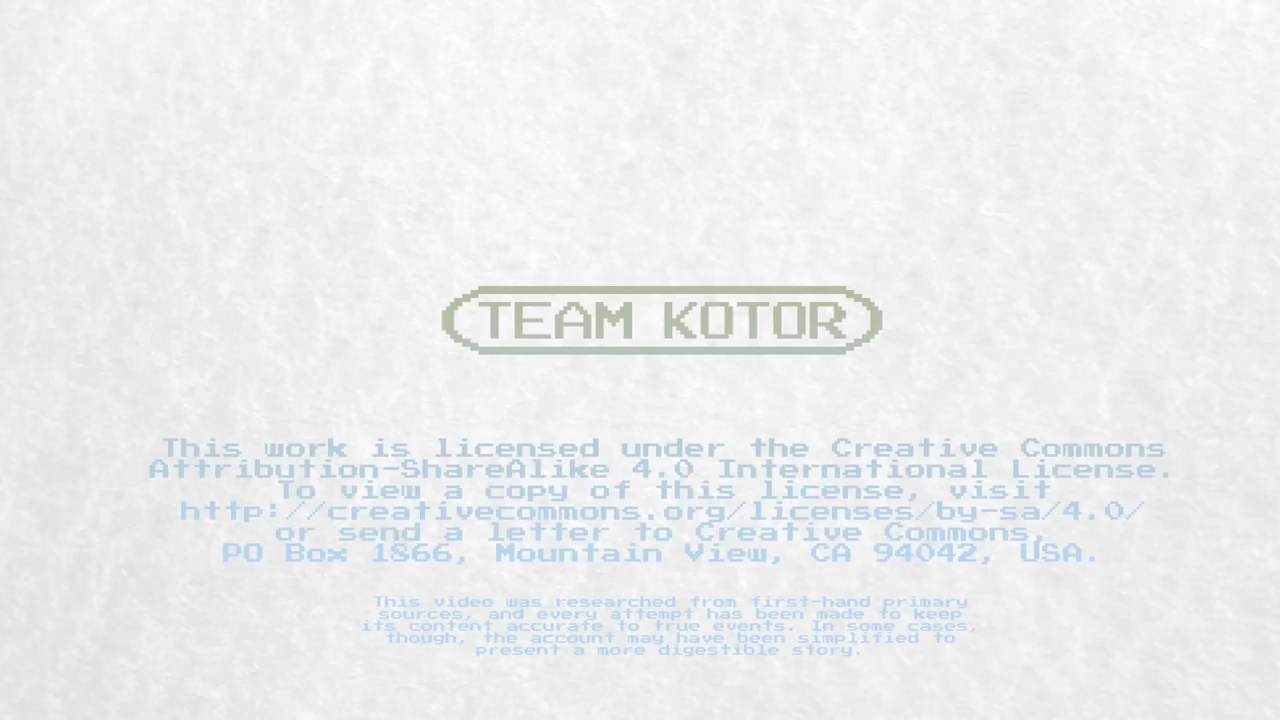 TEAM KOTOR
This work is licensed under the Creative Commons
Attribution-ShareAlike 4.0 International License.
To view a copy of this license, visit
http://creativecommons.org/licenses/by-sa/4.0/
or send a letter to Creative Commons,
PO Box 1866, Mountain View, CA 94042, USA.
This video was researched from first-hand primary
sources, and every attempt has been made to keep
its content accurate to true events. In some cases,
though, the account may have been simplified to
present a more digestible story.